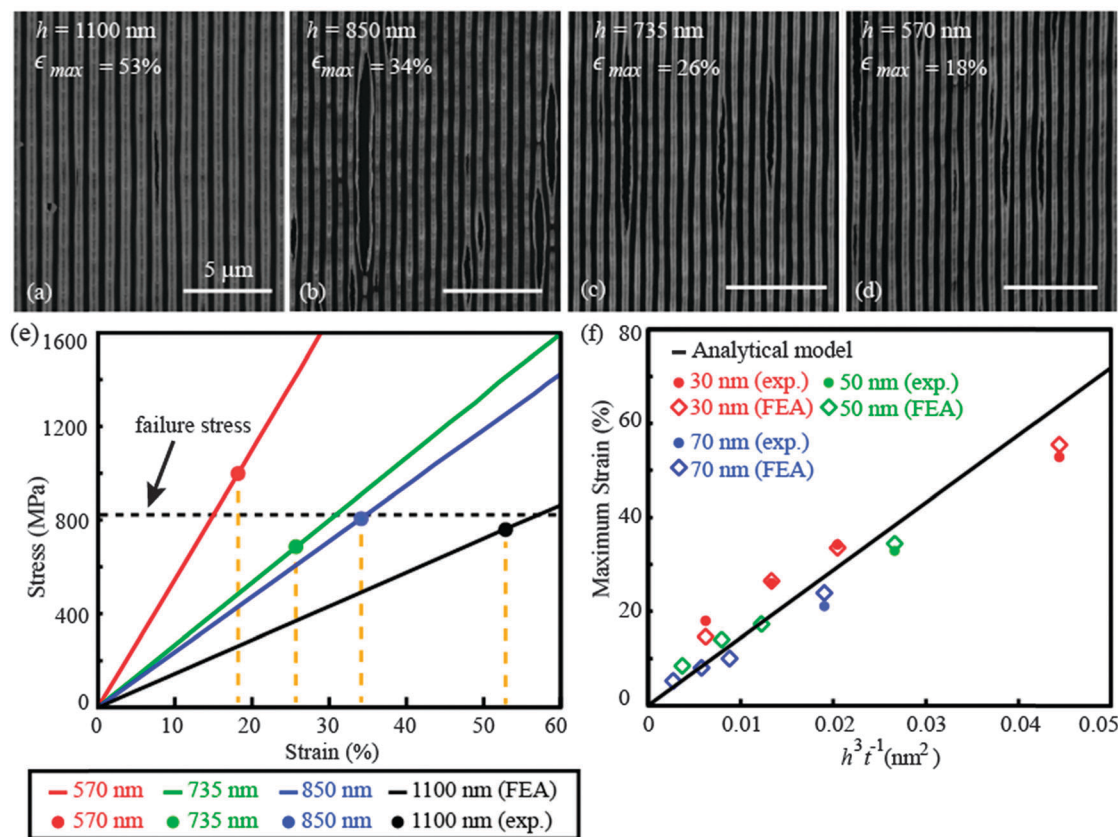 h = 1100 nm
ϵmax = 53%
5 μm
(a)
h = 850 nm
ϵmax = 34%
(b)
h = 735 nm
ϵmax = 26%
(c)
h = 570 nm
ϵmax = 18%
(d)
(e)
1600
1200
800
400
0
Stress (MPa)
failure stress
0 10 20 30 40 50 60
Strain (%)
570 nm 735 nm 850 nm 1100 nm (FEA)
570 nm 735 nm 850 nm 1100 nm (exp.)
(f)
80
60
40
20
0
Maximum Strain (%)
Analytical model
30 nm (exp.) 50 nm (exp.)
30 nm (FEA) 50 nm (FEA)
70 nm (exp.)
70 nm (FEA)
0 0.01 0.02 0.03 0.04 0.05
h³t⁻¹(nm²)